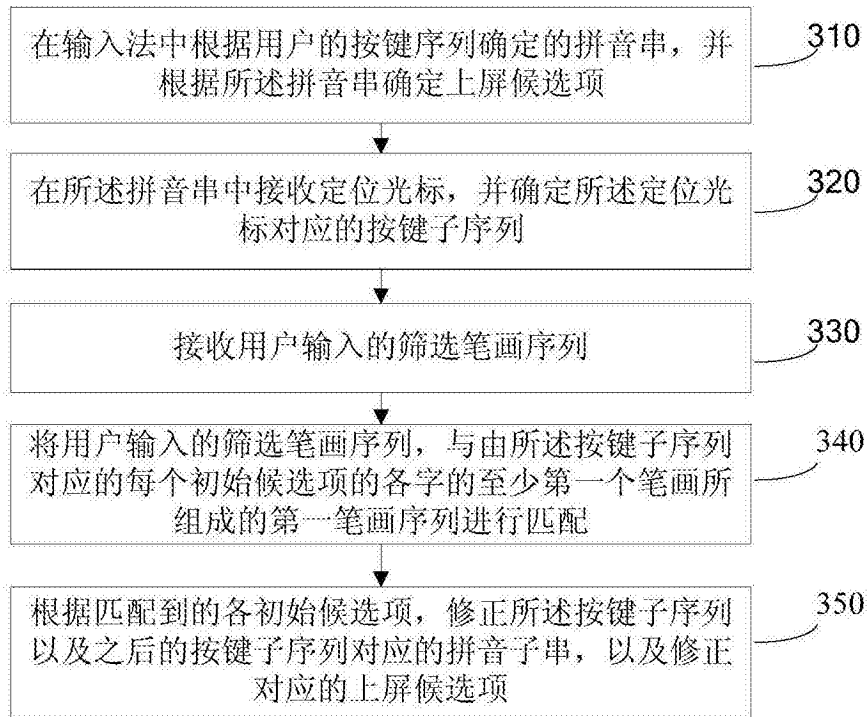 在输入法中根据用户的按键序列确定的拼音串，并
根据所述拼音串确定上屏候选项
310
在所述拼音串中接收定位光标，并确定所述定位光
标对应的按键子序列
320
接收用户输入的筛选笔画序列
330
将用户输入的筛选笔画序列，与由所述按键子序列
对应的每个初始候选项的各字的至少第一个笔画所
组成的第一笔画序列进行匹配
340
根据匹配到的各初始候选项，修正所述按键子序列
以及之后的按键子序列对应的拼音子串，以及修正
对应的上屏候选项
350